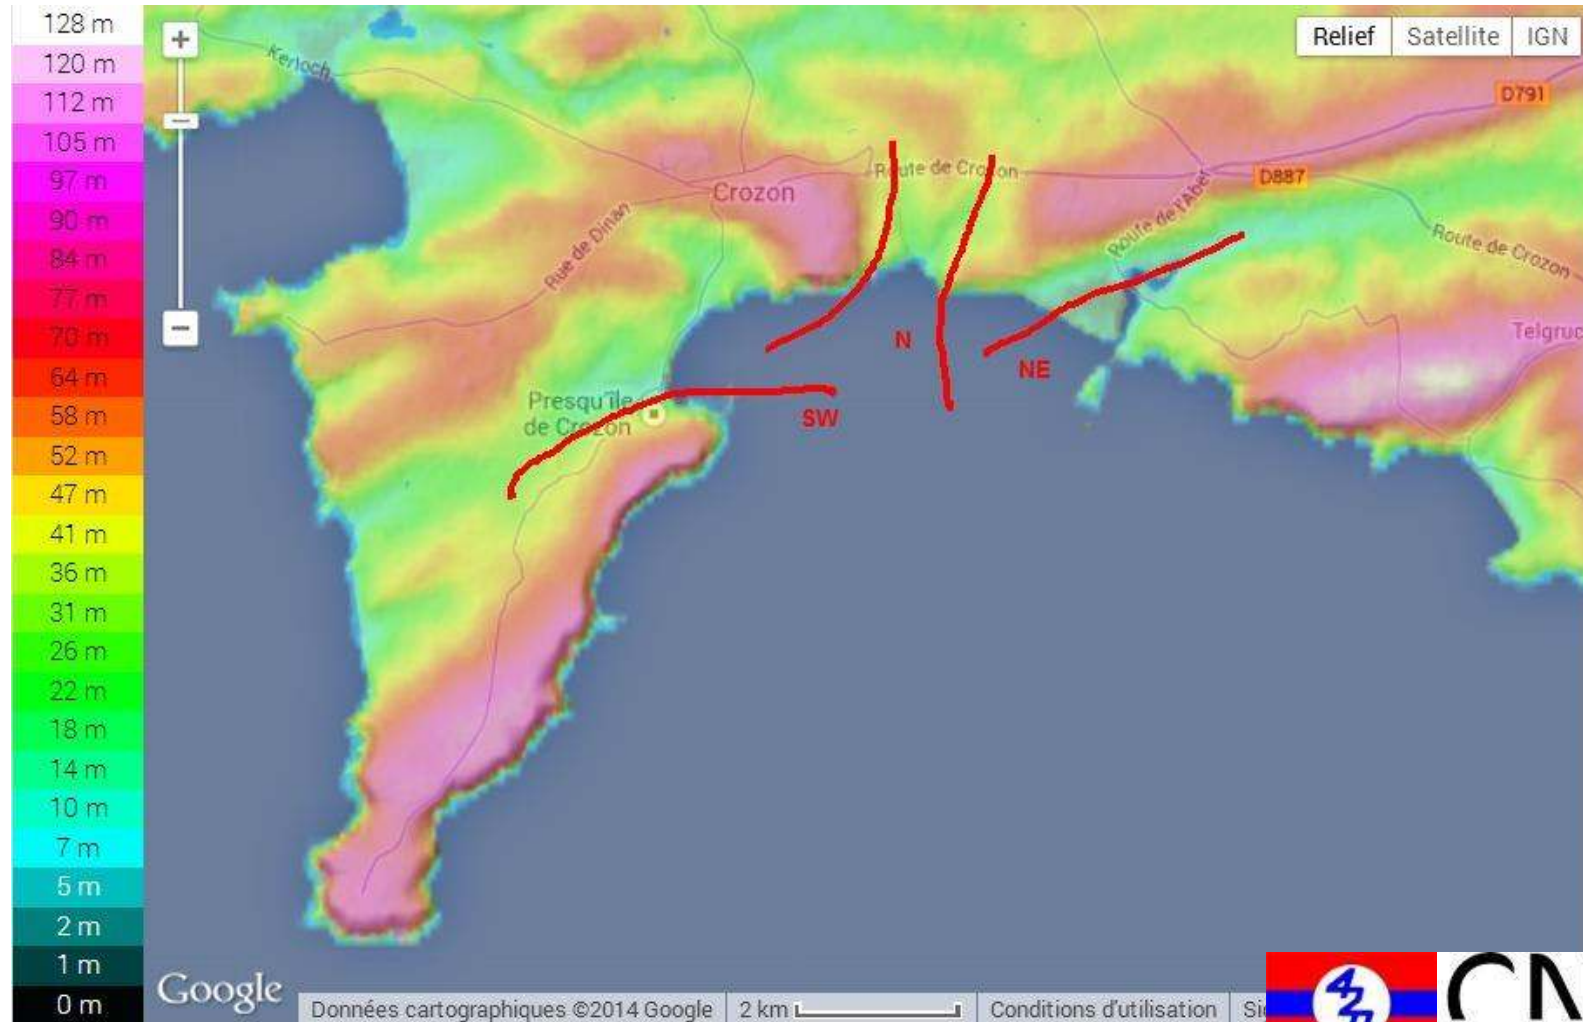 128 m
120 m
112 m
105 m
97 m
90 m
84 m
77 m
70 m
64 m
58 m
52 m
47 m
41 m
36 m
31 m
26 m
22 m
18 m
14 m
10 m
7 m
5 m
2 m
1 m
0 m
Relief Satellite IGN
Kerloch
D791
Route de Crozon
Crozon
D887
Route de l'Aber
Rue de Dinan
Route de Crozon
Telgruc
N
NE
Presqu'île
de Crozon
SW
Google
Données cartographiques ©2014 Google 2 km Conditions d'utilisation
420